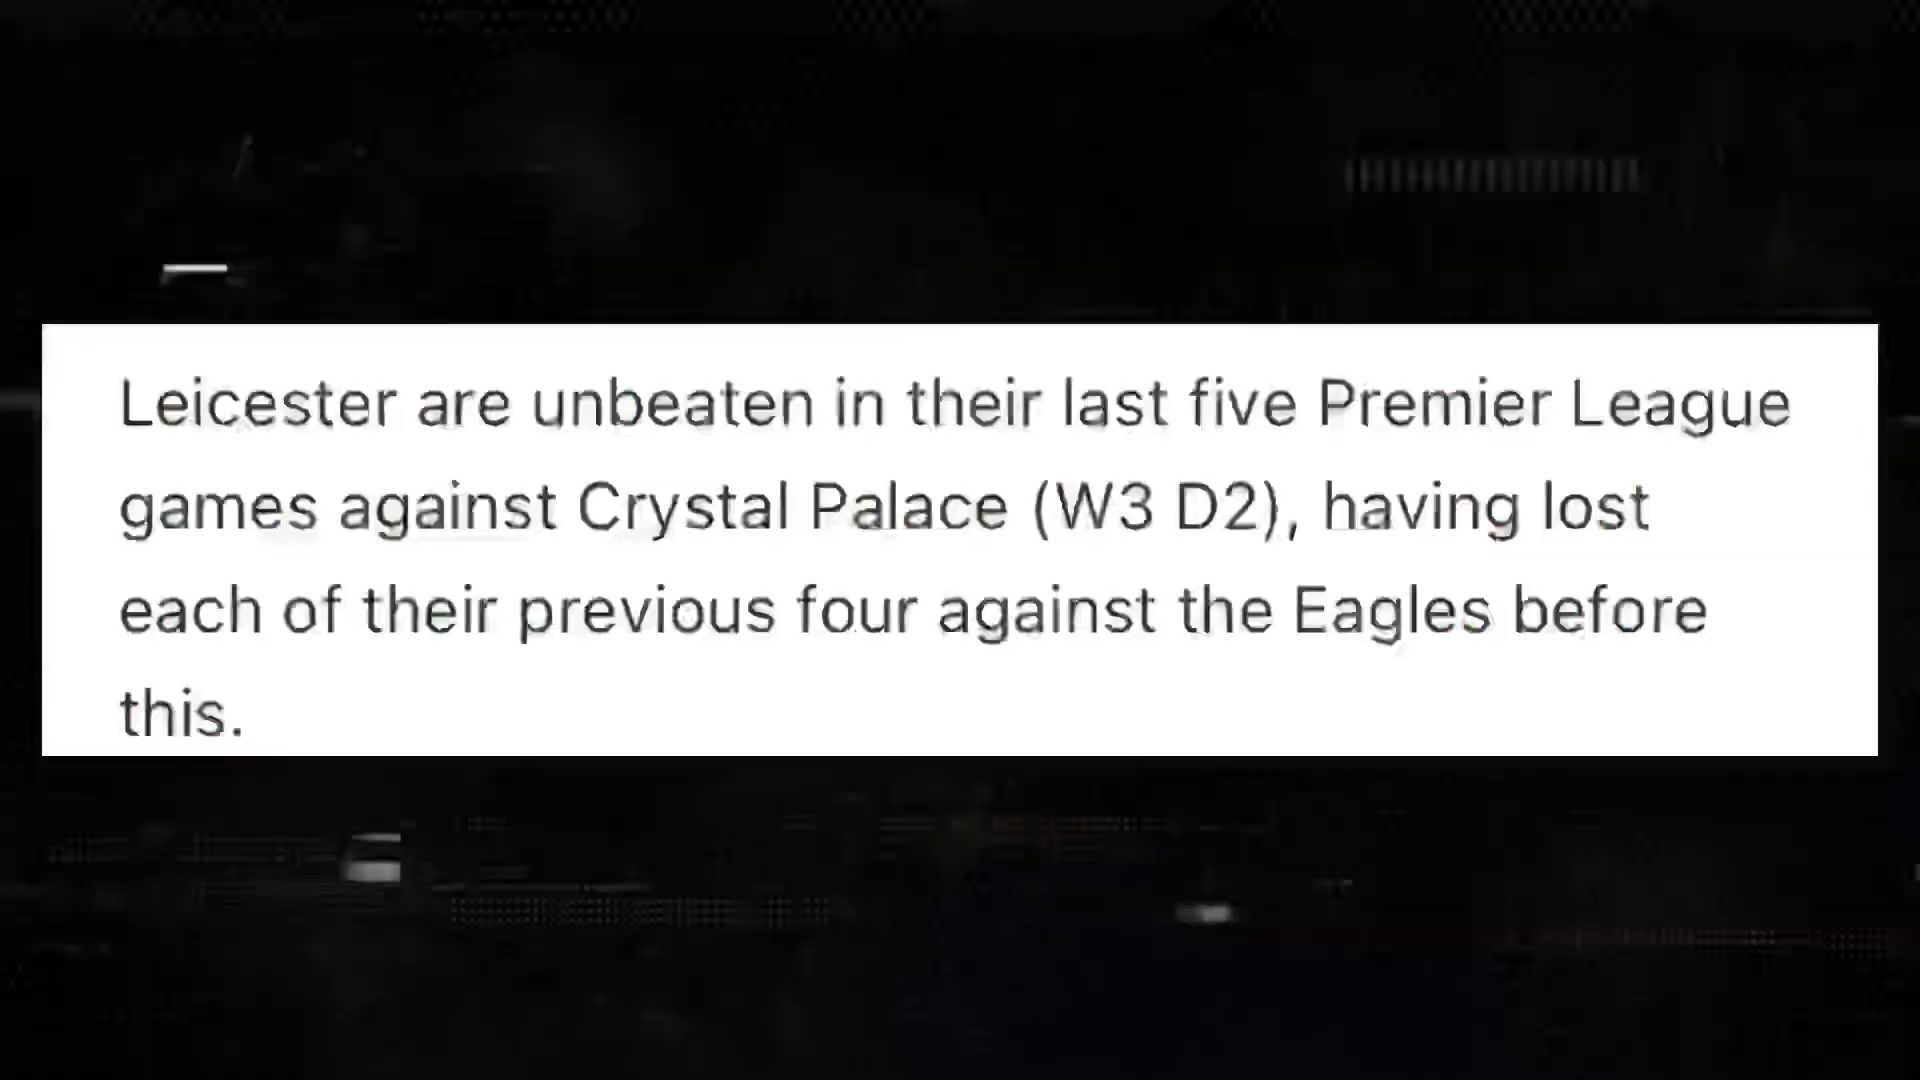 Leicester are unbeaten in their last five Premier League
games against Crystal Palace (W3 D2), having lost
each of their previous four against the Eagles before
this.